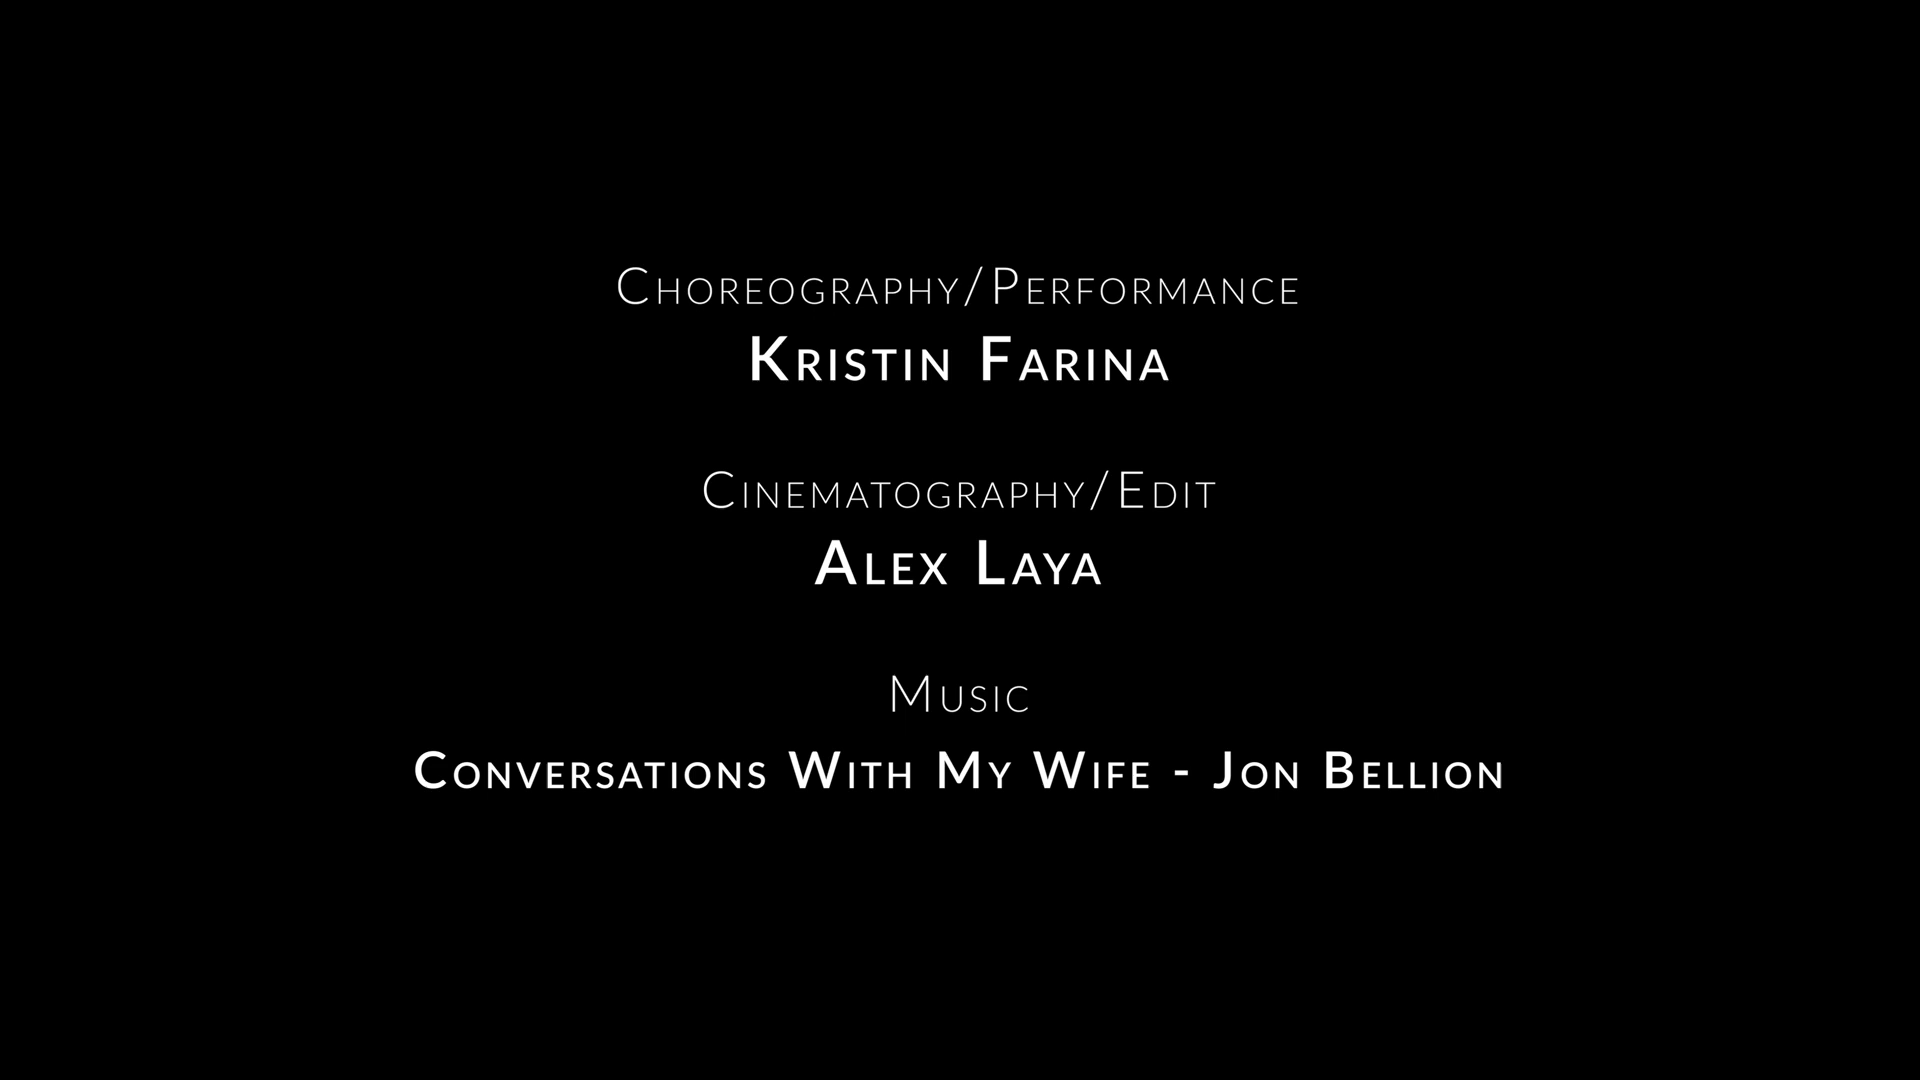 Choreography/Performance
Kristin Farina
Cinematography/Edit
Alex Laya
Music
Conversations With My Wife - Jon Bellion